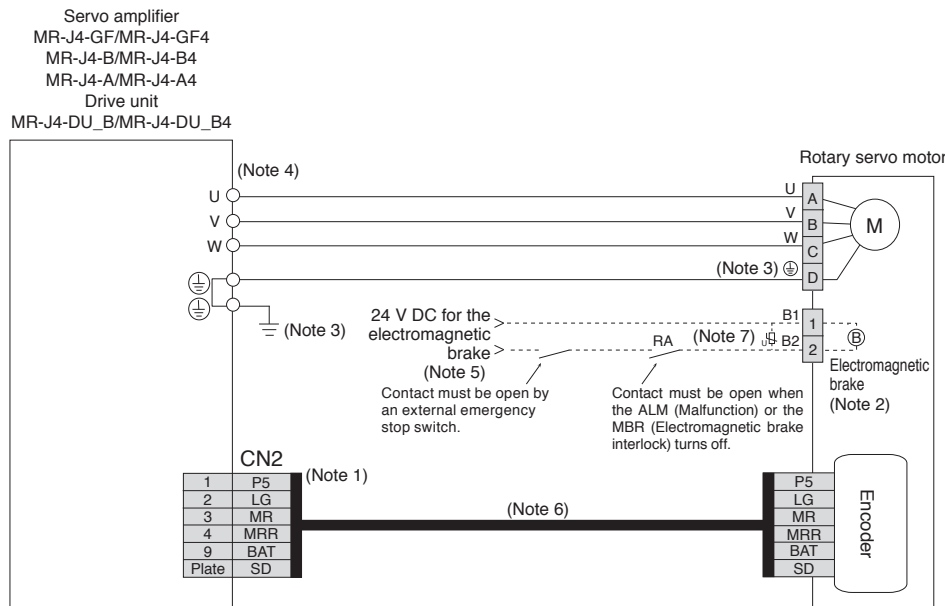 Servo amplifier
MR-J4-GF/MR-J4-GF4
MR-J4-B/MR-J4-B4
MR-J4-A/MR-J4-A4
Drive unit
MR-J4-DU_B/MR-J4-DU_B4
Rotary servo motor
(Note 4)
U
U
A
V
V
B
M
W
W
C
(Note 3)
D
(Note 3)
24 V DC for the
electromagnetic
brake
(Note 5)
B1
1
RA
(Note 7)
U
B2
2
B
Electromagnetic
brake
(Note 2)
Contact must be open by
an external emergency
stop switch.
Contact must be open when
the ALM (Malfunction) or the
MBR (Electromagnetic brake
interlock) turns off.
CN2
(Note 1)
1 P5
2 LG
3 MR
4 MRR
9 BAT
Plate SD
(Note 6)
P5
LG
MR
MRR
BAT
SD
Encoder